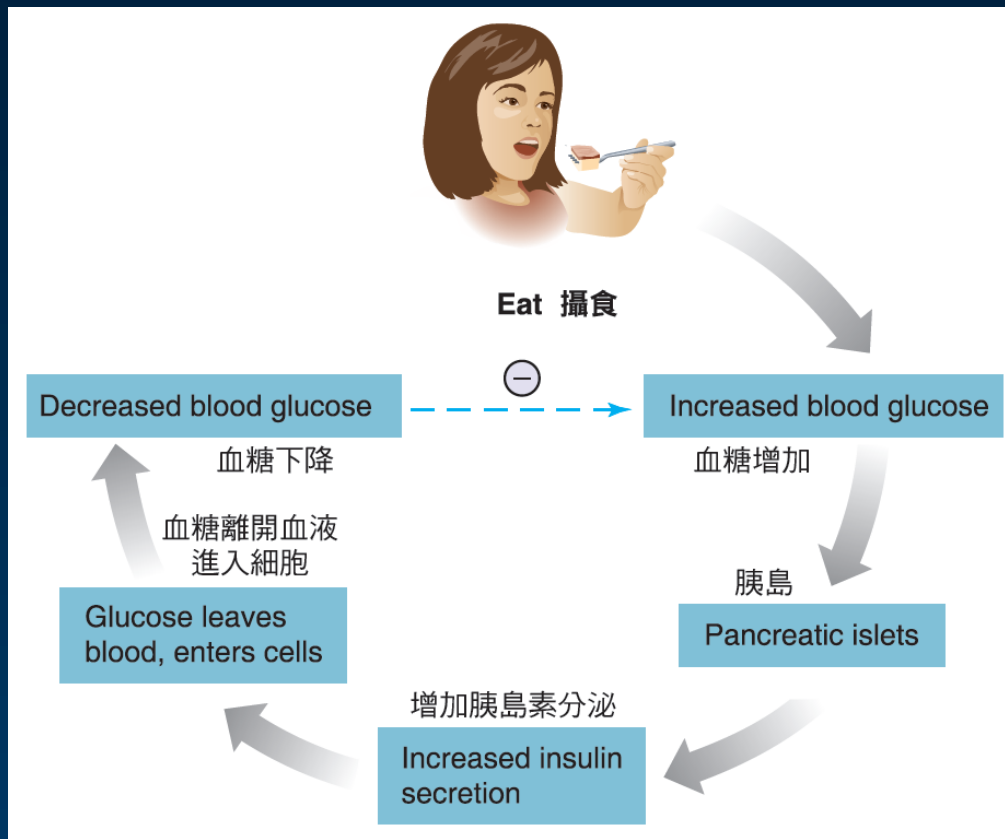 Eat 攝食
−
Decreased blood glucose
血糖下降
Increased blood glucose
血糖增加
胰島
Pancreatic islets
增加胰島素分泌
Increased insulin
secretion
血糖離開血液
進入細胞
Glucose leaves
blood, enters cells